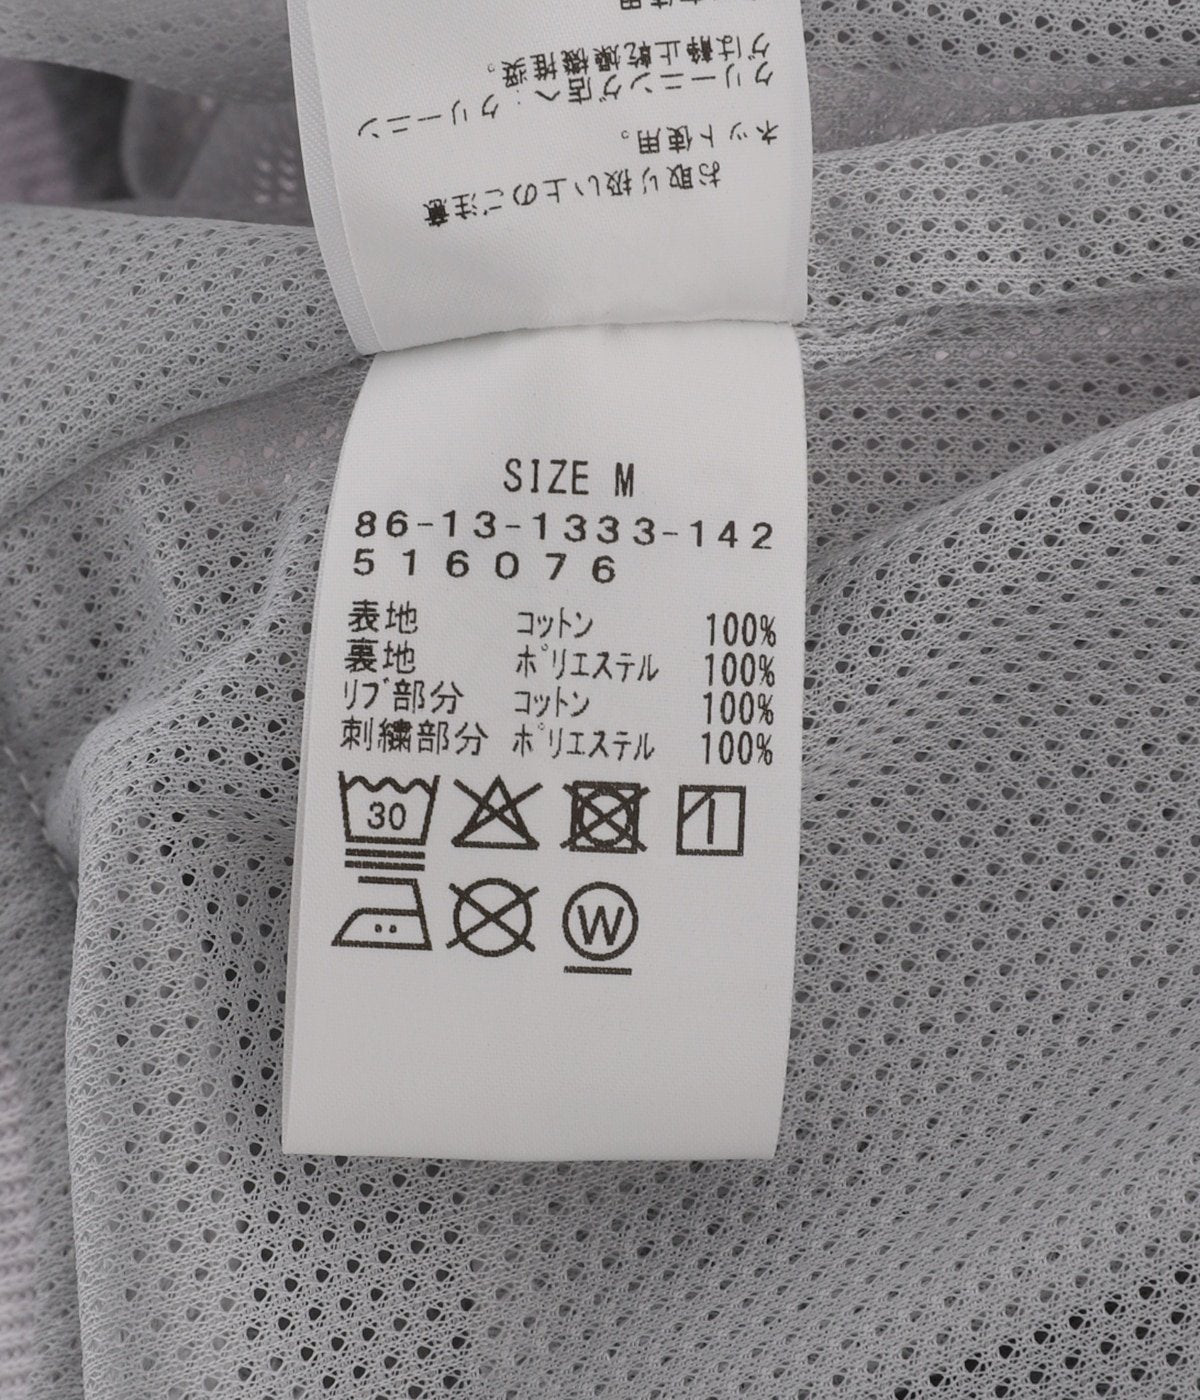 お取り扱い上のご注意
ネット使用。
クリーニング店へ、クリーニン
グは静止乾燥機推奨。
使用
SIZE M
86-13-1333-142
516076
表地 コットン 100%
裏地 ポリエステル 100%
リブ部分 コットン 100%
刺繍部分 ポリエステル 100%
30
W